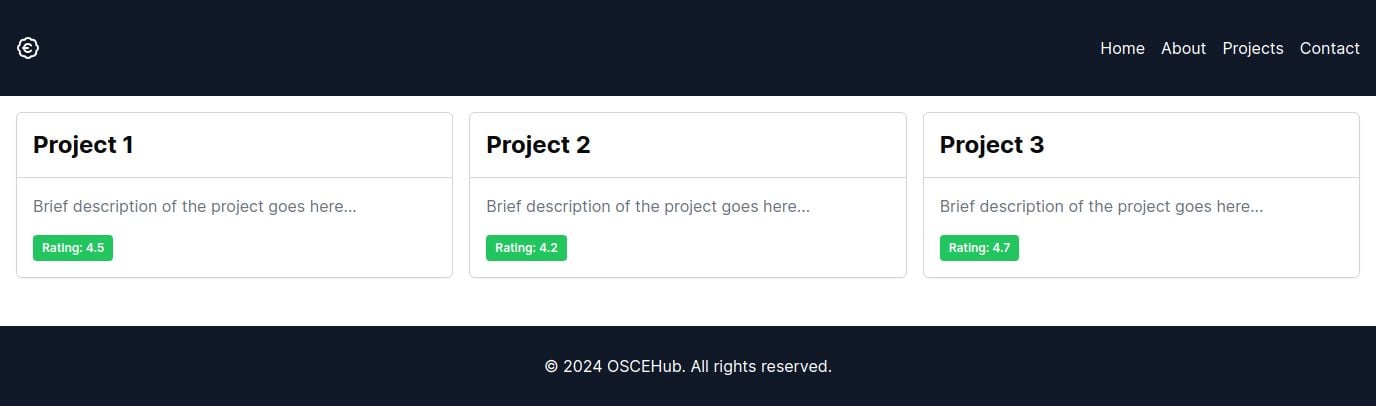 €
Home About Projects Contact
Project 1
Project 2
Project 3
Brief description of the project goes here...
Brief description of the project goes here...
Brief description of the project goes here...
Rating: 4.5
Rating: 4.2
Rating: 4.7
© 2024 OSCEHub. All rights reserved.